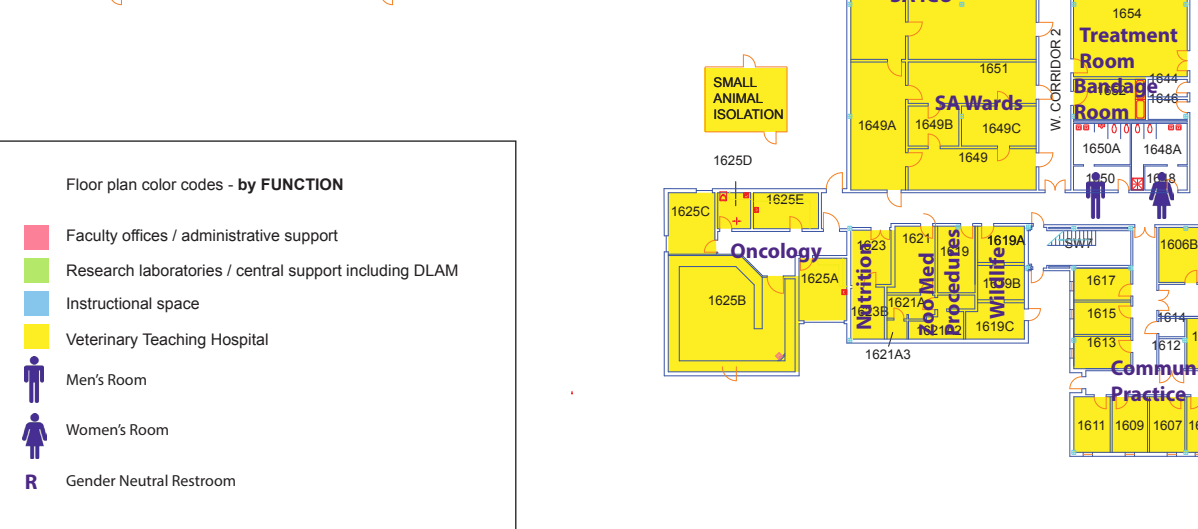 Floor plan color codes - by FUNCTION
Faculty offices / administrative support
Research laboratories / central support including DLAM
Instructional space
Veterinary Teaching Hospital
Men's Room
Women's Room
R Gender Neutral Restroom
SMALL
ANIMAL
ISOLATION
1651
SA Wards
1649A
1649B
1649C
1649
W. CORRIDOR 2
1654
Treatment
Room
1644
Bandage
1652
1646
Room
1650A
1648A
1650
1648
1625D
1625C
1625E
Oncology
1625A
1625B
1623
Nutrition
1623B
1621
1621A
1621A3
Zoo Med
Procedures
1619
1619A
1619B
1619C
Wildlife
SW7
1606B
1617
1615
1614
1613
1612
Commun
Practice
1611
1609
1607